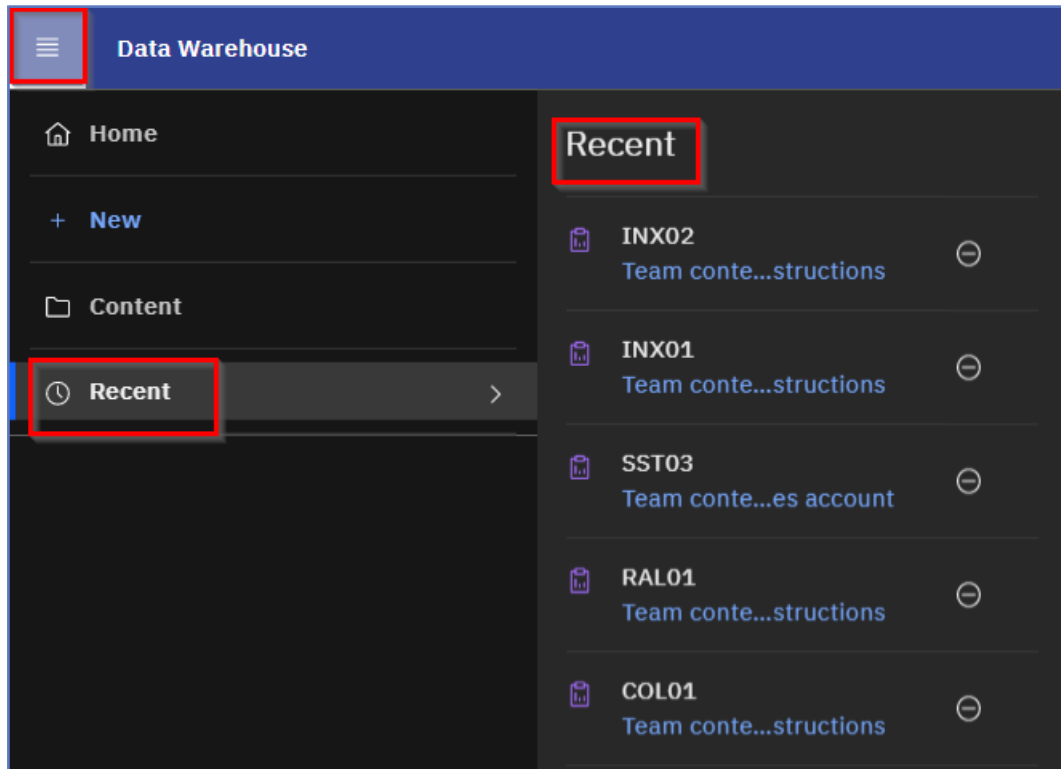 Data Warehouse
Home
+ New
Content
Recent
Recent
INX02
Team conte...structions
INX01
Team conte...structions
SST03
Team conte...es account
RAL01
Team conte...structions
COL01
Team conte...structions